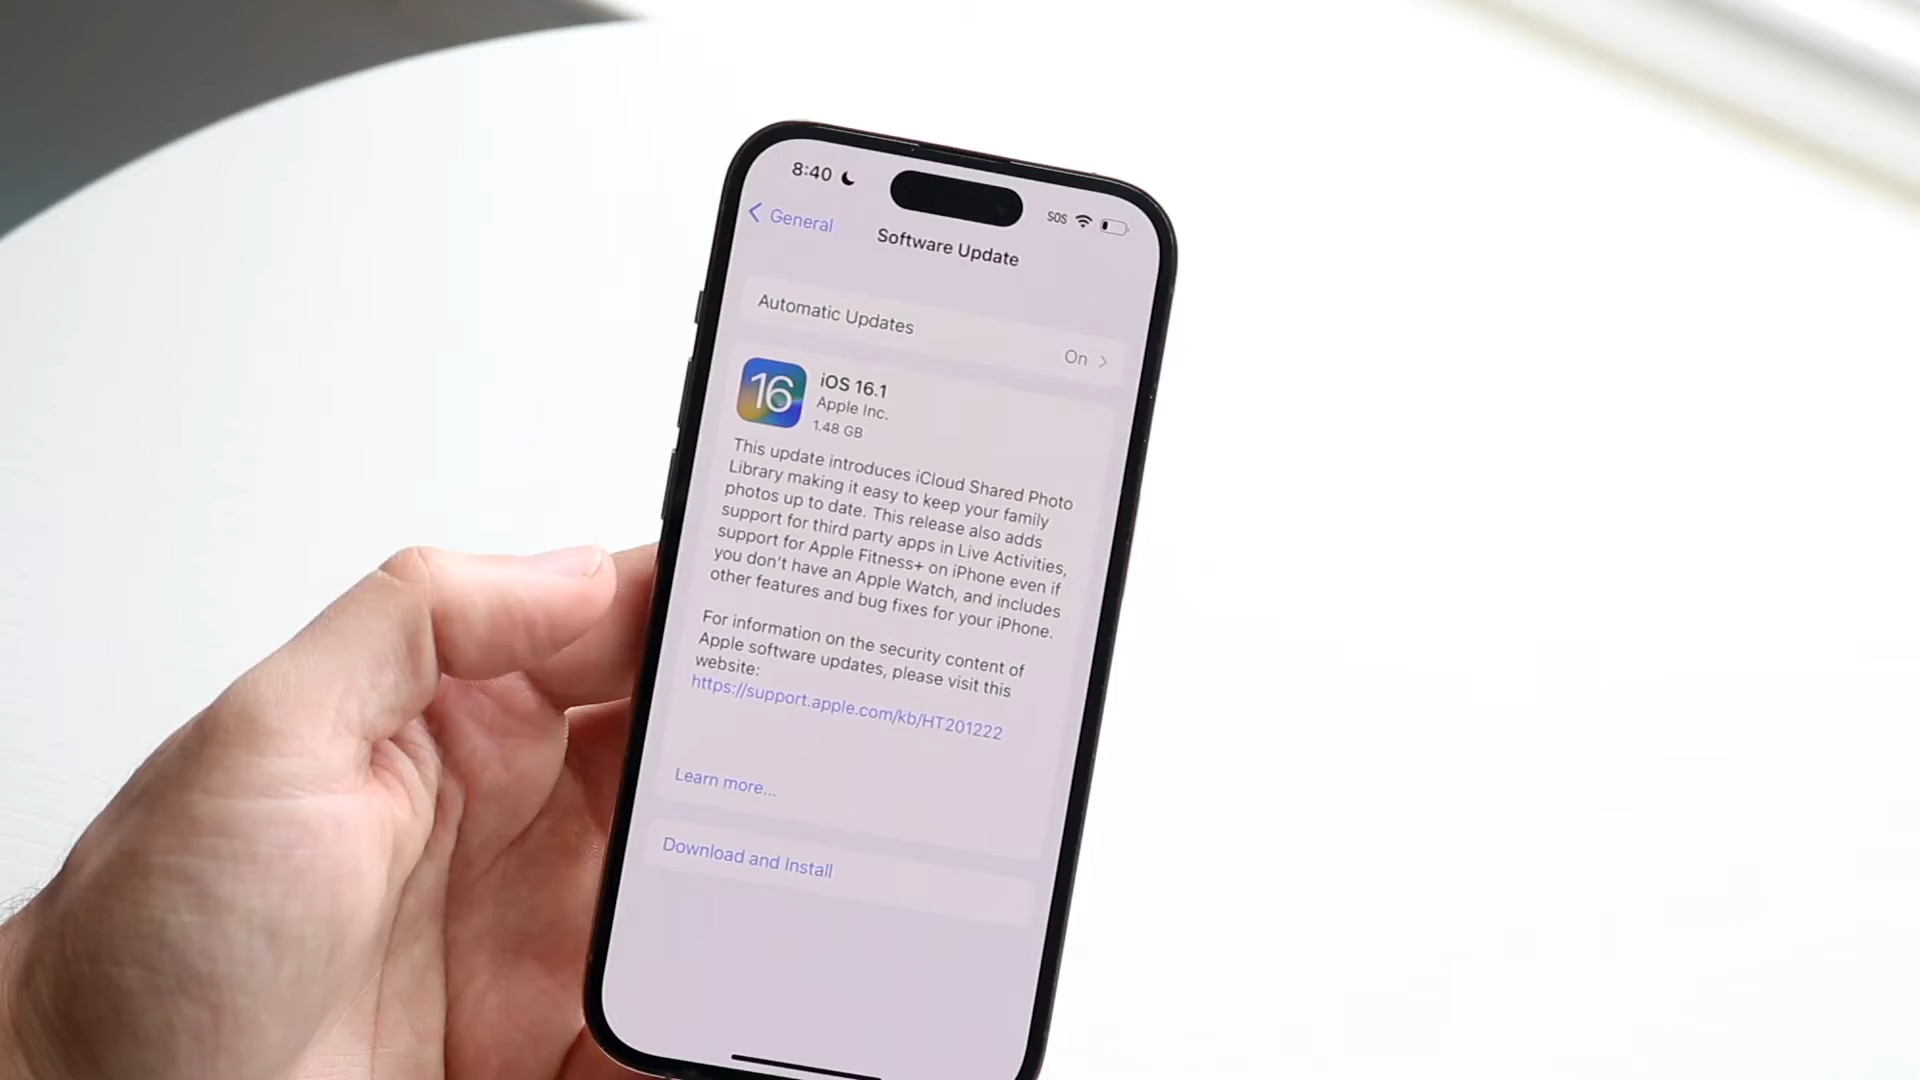 8:40
SOS
General
Software Update
Automatic Updates
On
16
iOS 16.1
Apple Inc.
1.48 GB
This update introduces iCloud Shared Photo
Library making it easy to keep your family
photos up to date. This release also adds
support for third party apps in Live Activities,
support for Apple Fitness+ on iPhone even if
you don't have an Apple Watch, and includes
other features and bug fixes for your iPhone.
For information on the security content of
Apple software updates, please visit this
website:
https://support.apple.com/kb/HT201222
Learn more...
Download and Install